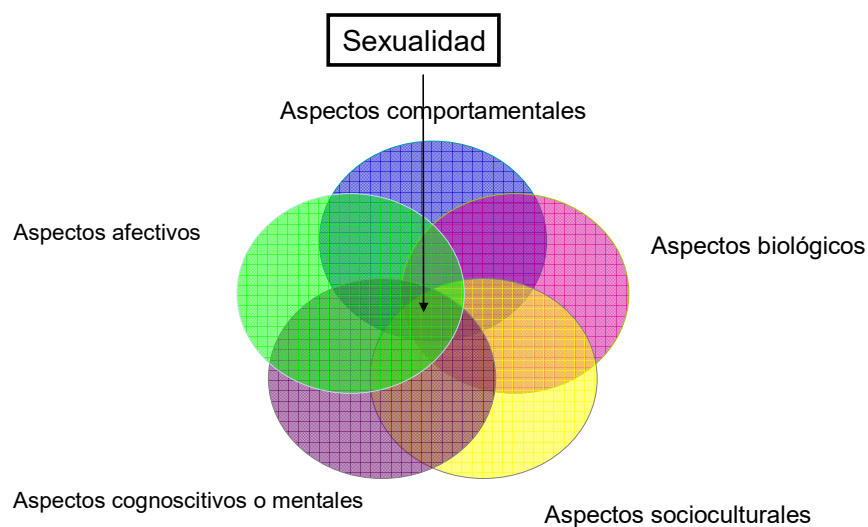 Sexualidad
Aspectos comportamentales
Aspectos afectivos
Aspectos biológicos
Aspectos cognoscitivos o mentales
Aspectos socioculturales